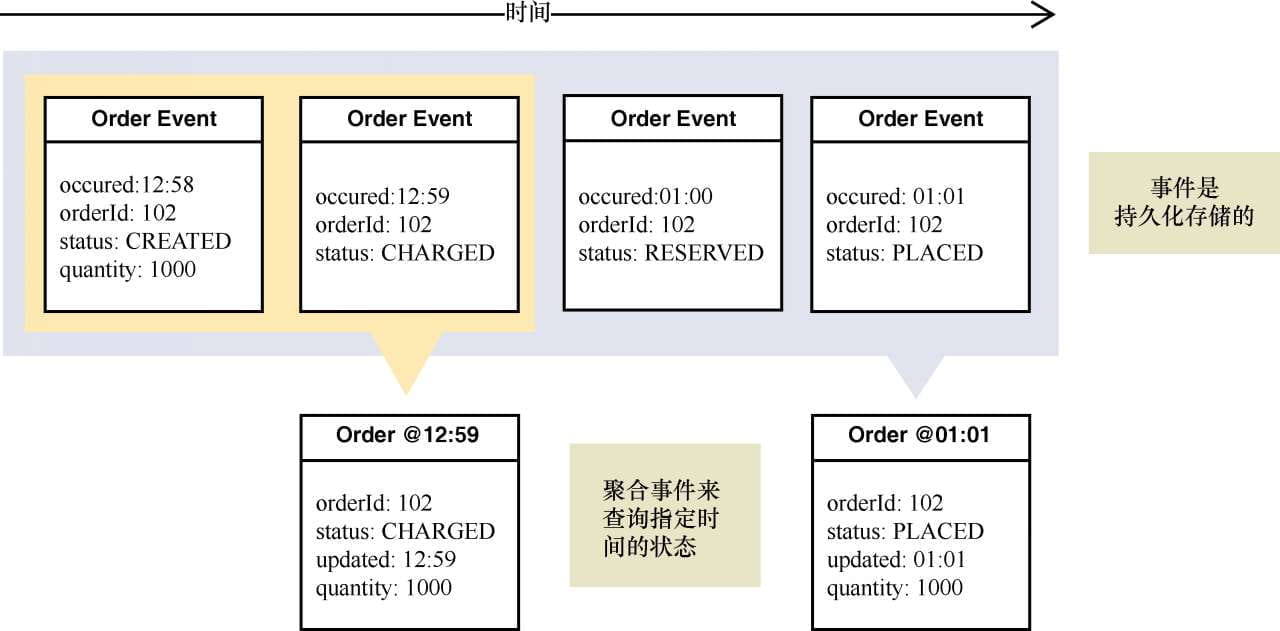 时间
Order Event
occured:12:58
orderId: 102
status: CREATED
quantity: 1000
Order Event
occured:12:59
orderId: 102
status: CHARGED
Order Event
occured:01:00
orderId: 102
status: RESERVED
Order Event
occured: 01:01
orderId: 102
status: PLACED
事件是
持久化存储的
Order @12:59
orderId: 102
status: CHARGED
updated: 12:59
quantity: 1000
聚合事件来
查询指定时
间的状态
Order @01:01
orderId: 102
status: PLACED
updated: 01:01
quantity: 1000